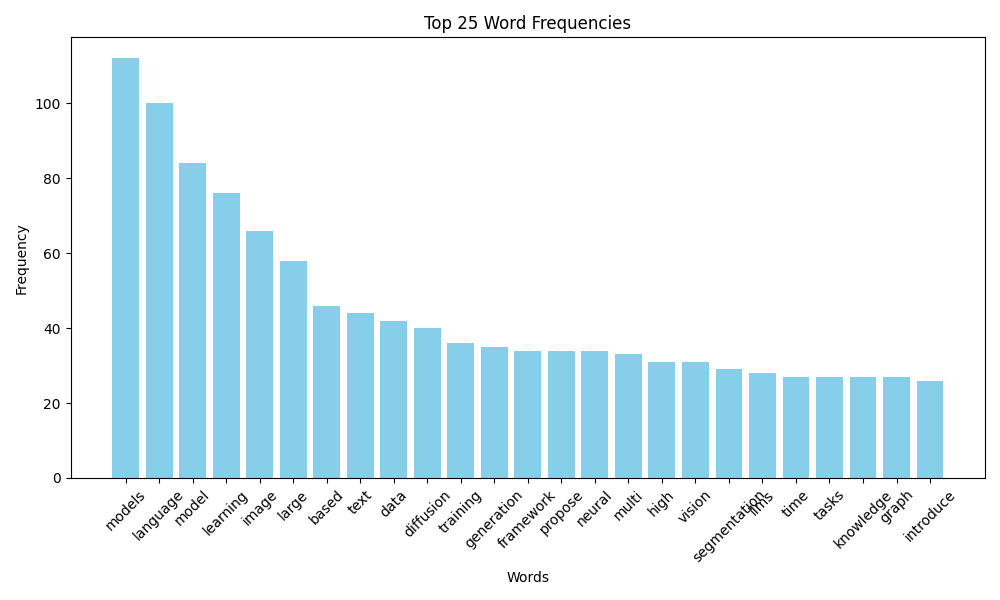 Top 25 Word Frequencies
Frequency
100
80
60
40
20
0
models
language
model
learning
image
large
based
text
data
diffusion
training
generation
framework
propose
neural
multi
high
vision
segmentation
llms
time
tasks
knowledge
graph
introduce
Words